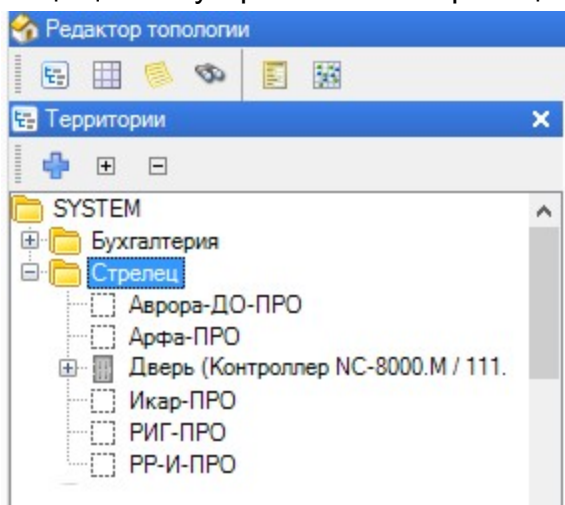 Редактор топологии
Территории
SYSTEM
Бухгалтерия
Стрелец
Аврора-ДО-ПРО
Арфа-ПРО
Дверь (Контроллер NC-8000.M / 111.
Икар-ПРО
РИГ-ПРО
РР-И-ПРО